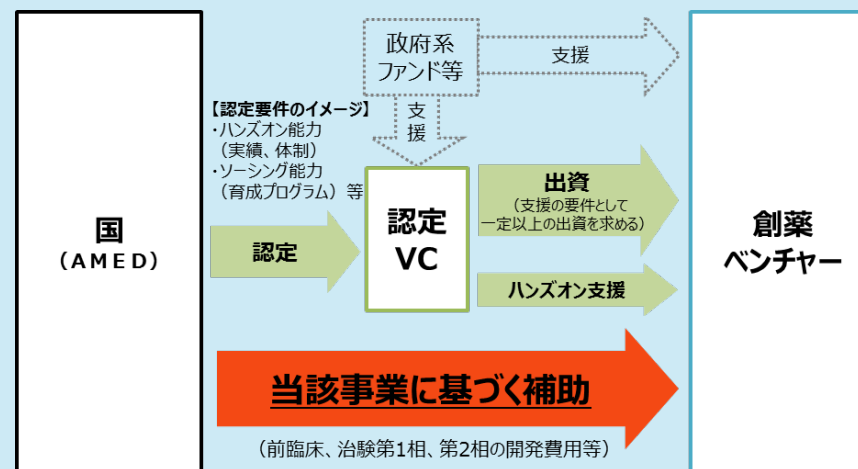 政府系
ファンド等
支援
【認定要件のイメージ】
・ハンズオン能力
（実績、体制）
・ソーシング能力
（育成プログラム）等
支
援
国
（AMED）
認定
認定
VC
出資
（支援の要件として
一定以上の出資を求める）
ハンズオン支援
創薬
ベンチャー
当該事業に基づく補助
（前臨床、治験第1相、第2相の開発費用等）